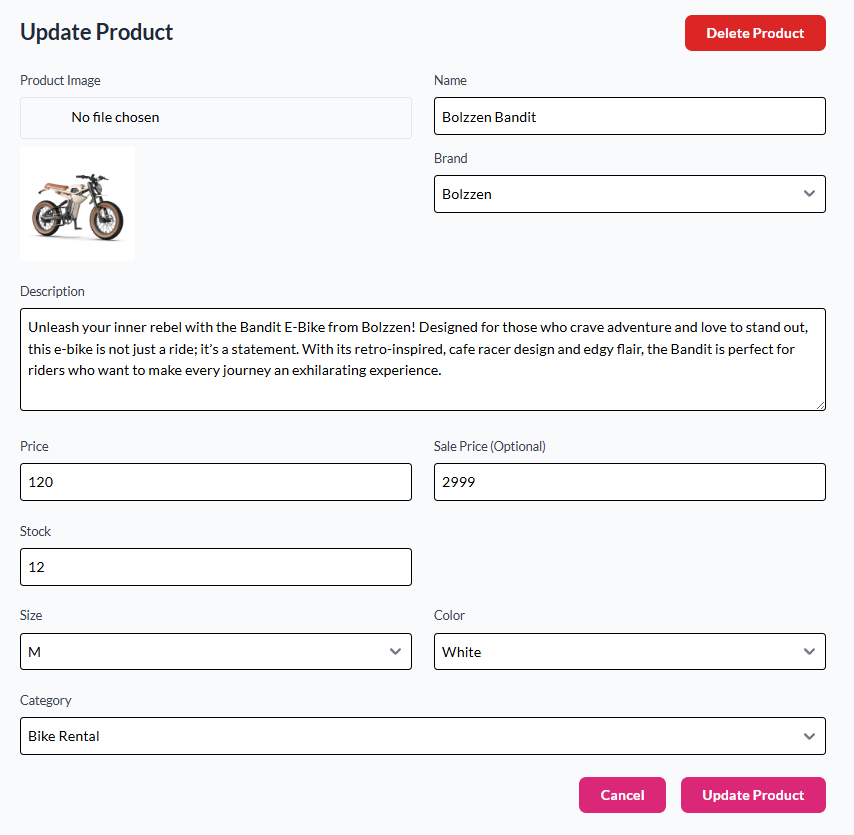 Update Product
Delete Product
Product Image
Name
No file chosen
Bolzzen Bandit
Brand
Bolzzen
Description
Unleash your inner rebel with the Bandit E-Bike from Bolzzen! Designed for those who crave adventure and love to stand out,
this e-bike is not just a ride; it's a statement. With its retro-inspired, cafe racer design and edgy flair, the Bandit is perfect for
riders who want to make every journey an exhilarating experience.
Price
Sale Price (Optional)
120
2999
Stock
12
Size
Color
M
White
Category
Bike Rental
Cancel
Update Product